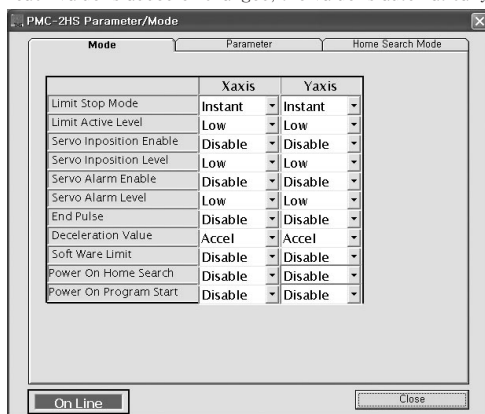 PMC-2HS Parameter/Mode
Mode Parameter Home Search Mode
Xaxis Yaxis
Limit Stop Mode Instant Instant
Limit Active Level Low Low
Servo Inposition Enable Disable Disable
Servo Inposition Level Low Low
Servo Alarm Enable Disable Disable
Servo Alarm Level Low Low
End Pulse Disable Disable
Deceleration Value Accel Accel
Soft Ware Limit Disable Disable
Power On Home Search Disable Disable
Power On Program Start Disable Disable
On Line Close